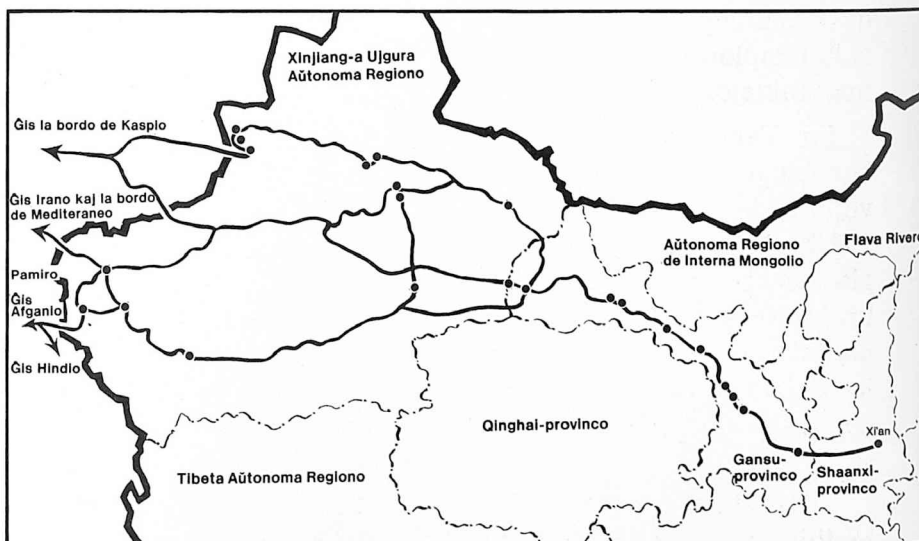 Xinjiang-a Ujgura
Aŭtonoma Regiono
Ĝis la bordo de Kaspio
Ĝis Irano kaj la bordo
de Mediteraneo
Pamiro
Ĝis
Afganio
Ĝis Hindio
Aŭtonoma Regiono
de Interna Mongolio
Flava Rivero
Qinghai-provinco
Tibeta Aŭtonoma Regiono
Gansu-
provinco
Xi'an
Shaanxi-
provinco